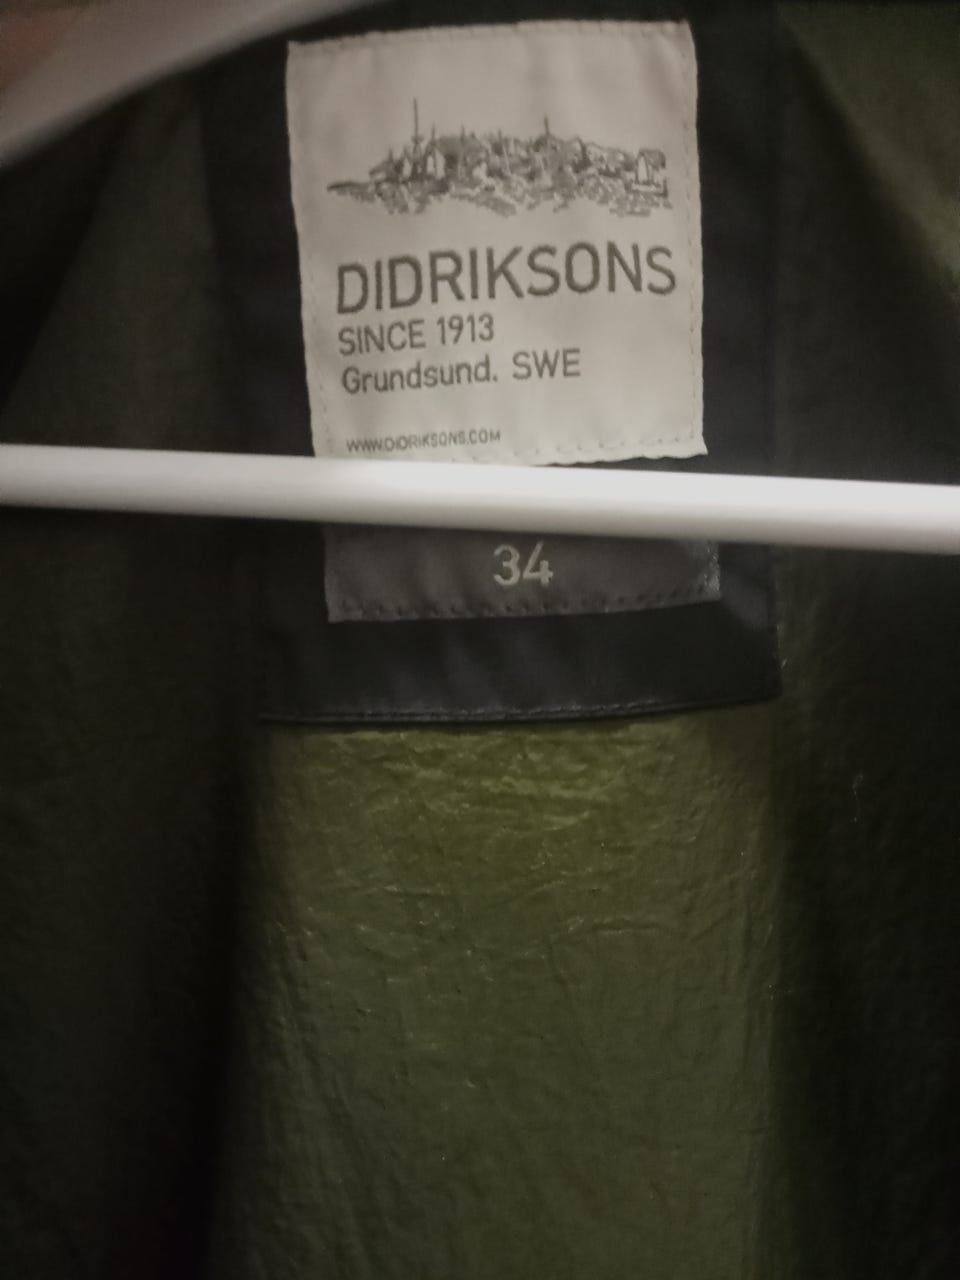 DIDRIKSONS
SINCE 1913
Grundsund. SWE
WWW.DIDRIKSONS.COM
34